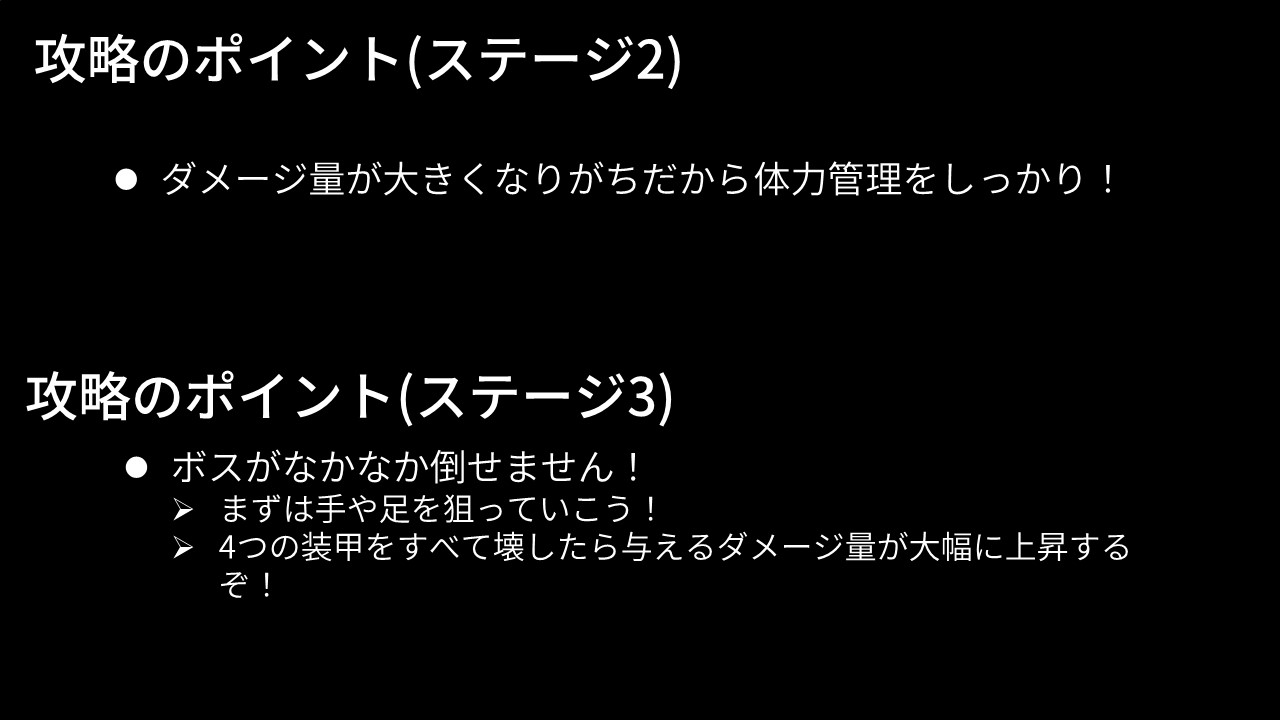 攻略のポイント(ステージ2)
● ダメージ量が大きくなりがちだから体力管理をしっかり！
攻略のポイント(ステージ3)
● ボスがなかなか倒せません！
➢ まずは手や足を狙っていこう！
➢ 4つの装甲をすべて壊したら与えるダメージ量が大幅に上昇する
ぞ！